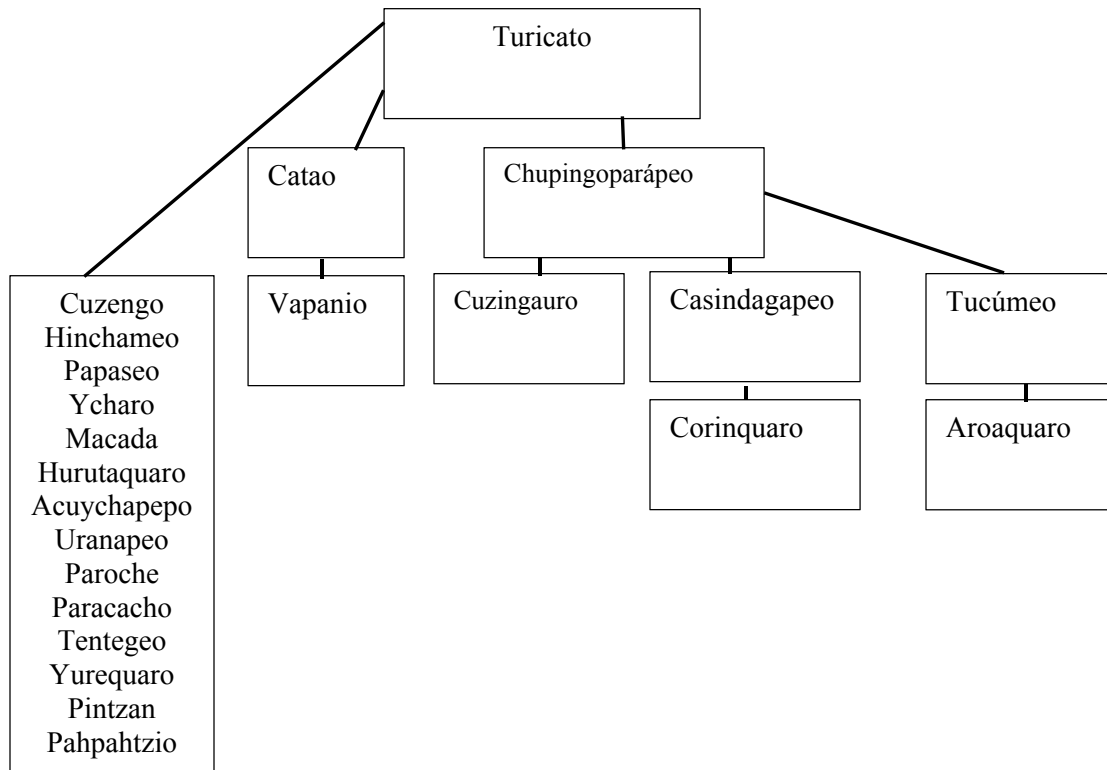 Turicato
Catao
Chupingoparápeo
Cuzengo
Hinchameo
Papaseo
Ycharo
Macada
Hurutaquaro
Acuychapepo
Uranapeo
Paroche
Paracacho
Tentegeo
Yurequaro
Pintzan
Pahpahtzio
Vapanio
Cuzingauro
Casindagapeo
Tucúmeo
Corinquaro
Aroaquaro